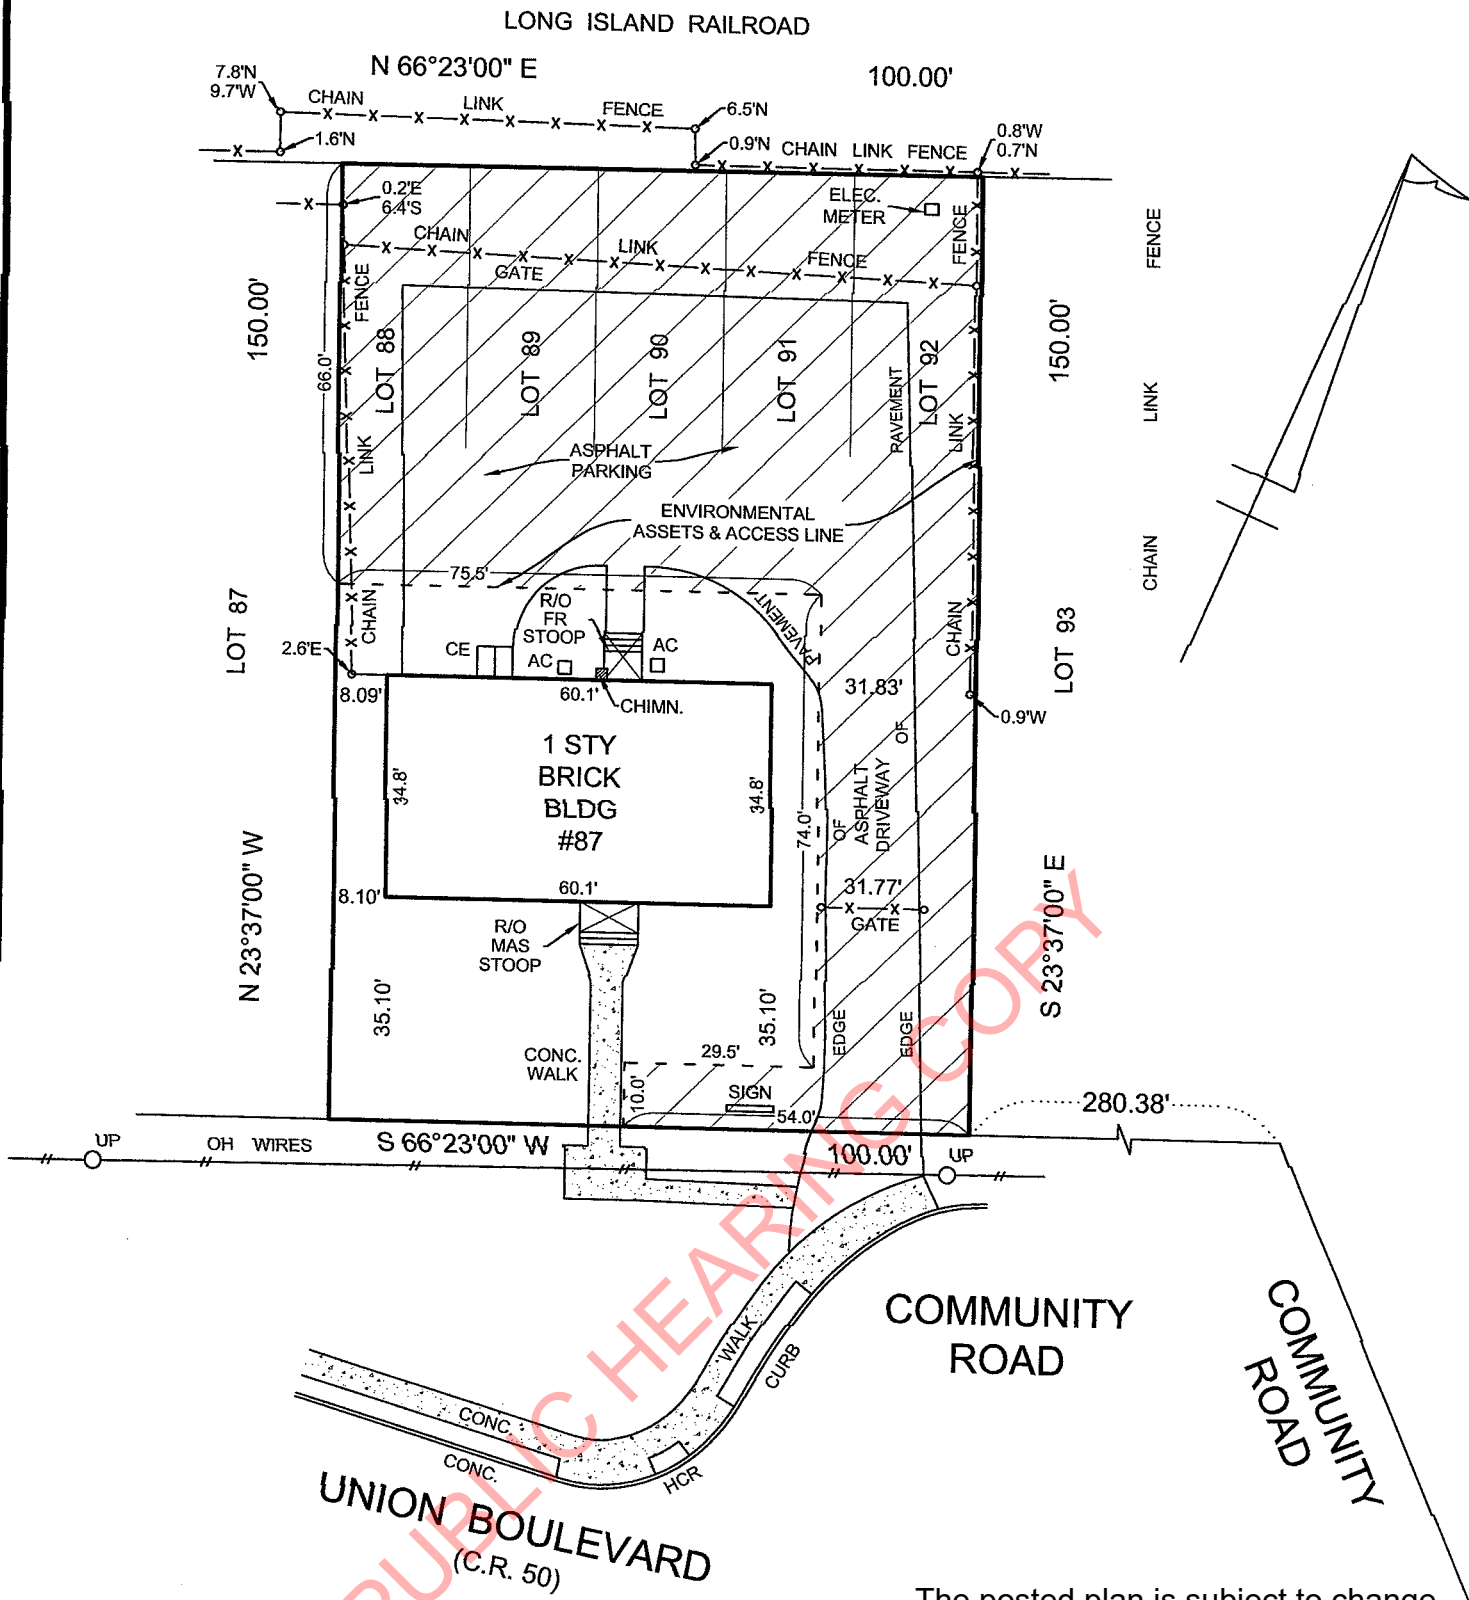 LONG ISLAND RAILROAD
N 66°23'00" E
100.00'
7.8'N
9.7'W
CHAIN LINK FENCE
6.5'N
1.6'N
0.9'N
CHAIN LINK FENCE
0.8'W
0.7'N
0.2'E
6.4'S
ELEC.
METER
CHAIN LINK FENCE
GATE
FENCE
FENCE
FENCE
150.00'
150.00'
66.0'
LOT 88
LOT 89
LOT 90
LOT 91
LOT 92
PAVEMENT
LINK
LINK
LINK
ASPHALT
PARKING
ENVIRONMENTAL
ASSETS & ACCESS LINE
CHAIN
75.5'
LOT 87
CHAIN
R/O
FR
STOOP
PAVEMENT
CHAIN
LOT 93
CE
AC
AC
2.6'E
8.09'
60.1'
CHIMN.
31.83'
0.9'W
1 STY
BRICK
BLDG
#87
34.8'
34.8'
74.0'
OF
OF
ASPHALT
DRIVEWAY
8.10'
60.1'
31.77'
GATE
N 23°37'00" W
S 23°37'00" E
R/O
MAS
STOOP
35.10'
35.10'
EDGE
EDGE
CONC.
WALK
29.5'
10.0'
SIGN
54.0'
280.38'
UP
OH WIRES
S 66°23'00" W
100.00'
UP
COMMUNITY
ROAD
COMMUNITY
ROAD
WALK
CURB
CONC.
CONC.
HCR
UNION BOULEVARD
(C.R. 50)
PUBLIC HEARING COPY
The posted plan is subject to change